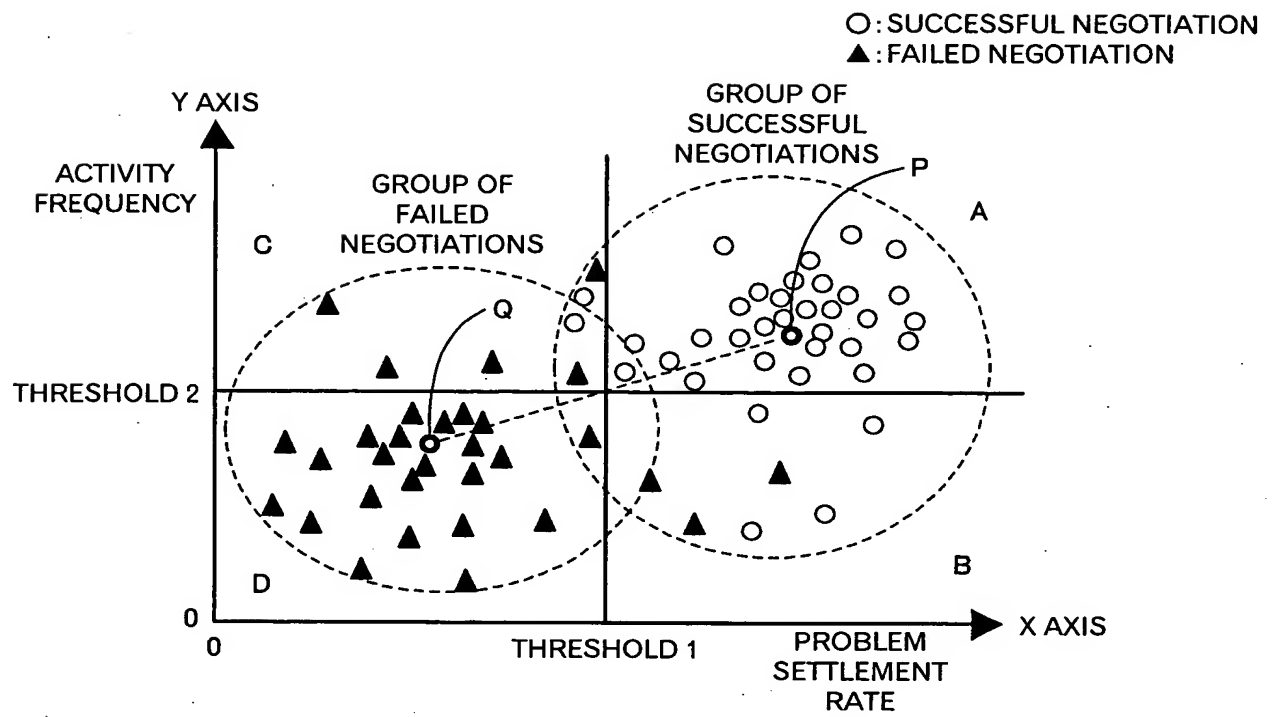 ○: SUCCESSFUL NEGOTIATION
▲: FAILED NEGOTIATION
Y AXIS
ACTIVITY
FREQUENCY
GROUP OF
SUCCESSFUL
NEGOTIATIONS
P
A
GROUP OF
FAILED
NEGOTIATIONS
C
Q
THRESHOLD 2
D
B
0
0
THRESHOLD 1
PROBLEM
SETTLEMENT
RATE
X AXIS